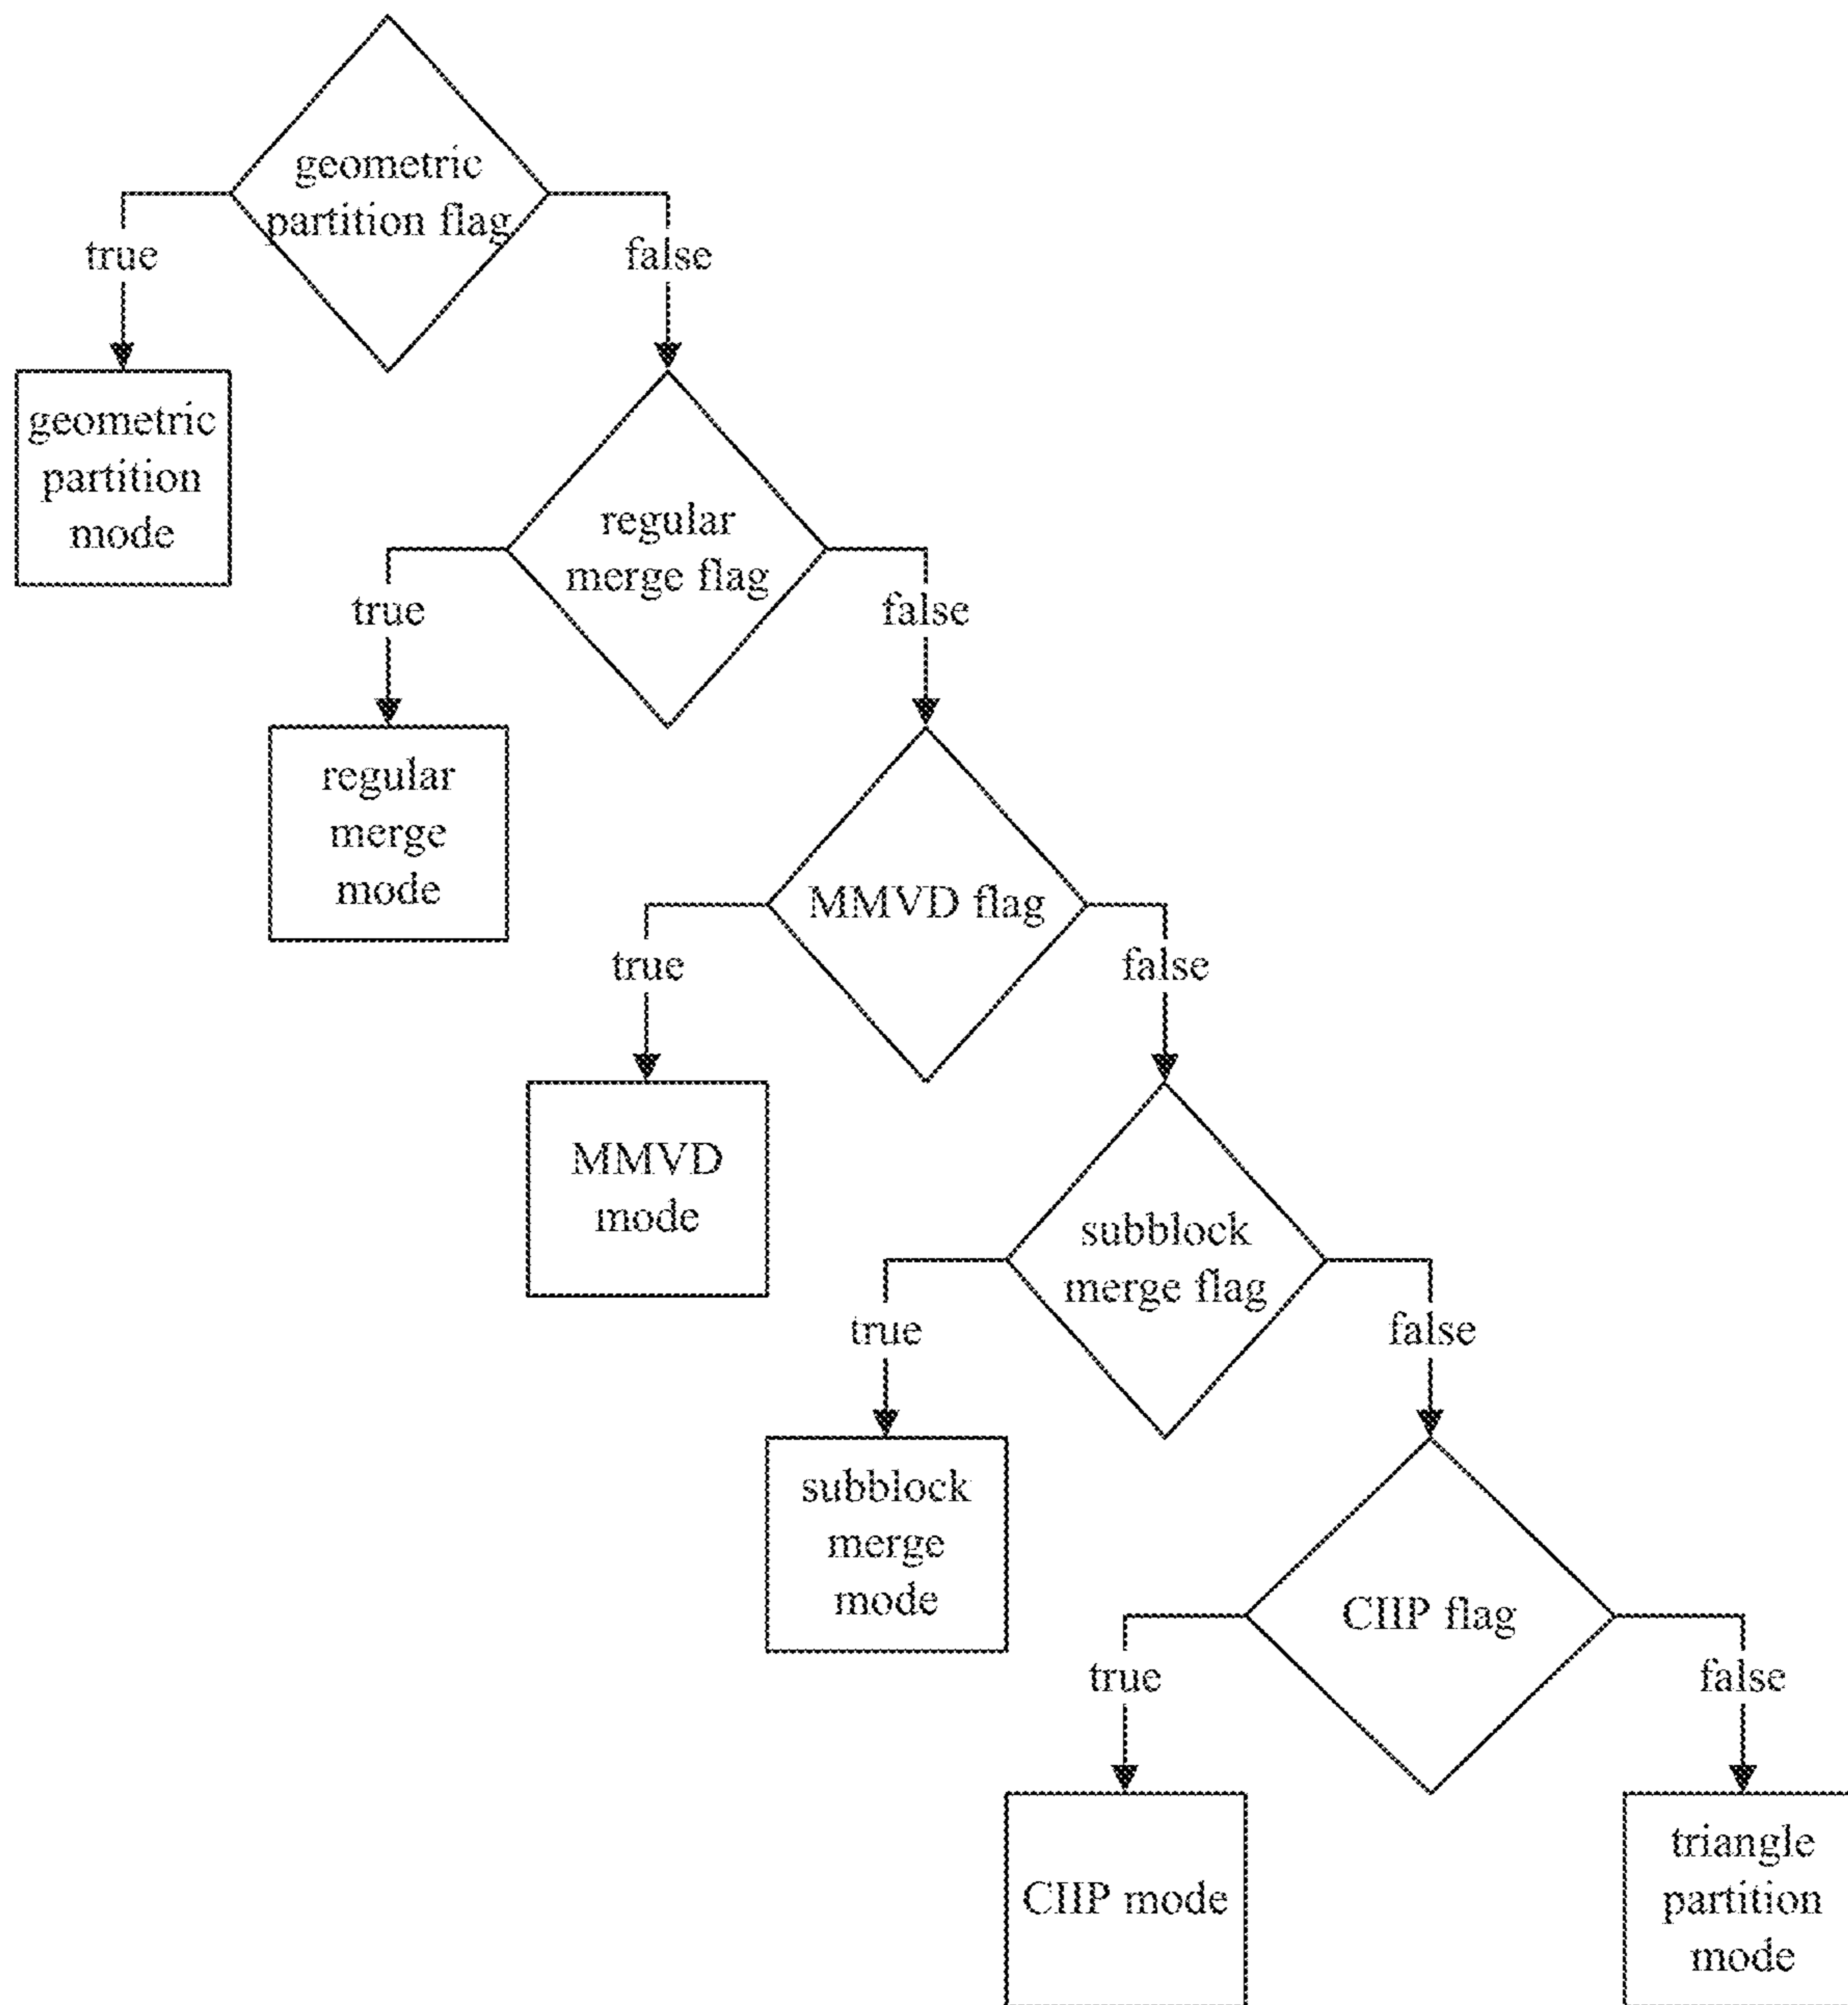 geometric
partition flag
true
false
geometric
partition
mode
regular
merge flag
true
false
regular
merge
mode
MMVD flag
true
false
MMVD
mode
subblock
merge flag
true
false
subblock
merge
mode
CIIP flag
true
false
CIIP mode
triangle
partition
mode